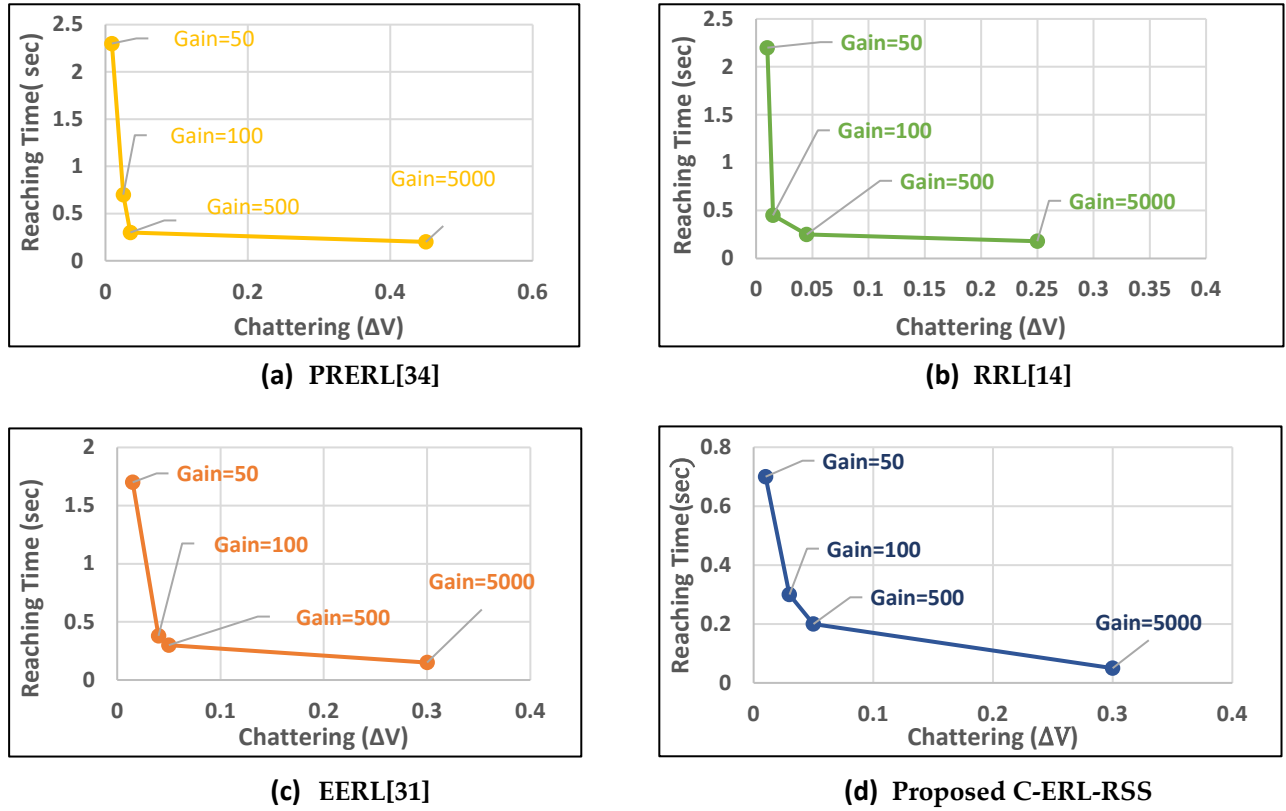 2.5
2
1.5
1
0.5
0
Reaching Time( sec)
Gain=50
Gain=100
Gain=500
Gain=5000
0 0.2 0.4 0.6
Chattering (ΔV)
(a) PRERL[34]
2.5
2
1.5
1
0.5
0
Reaching Time (sec)
Gain=50
Gain=100
Gain=500
Gain=5000
0 0.05 0.1 0.15 0.2 0.25 0.3 0.35 0.4
Chattering (ΔV)
(b) RRL[14]
2
1.5
1
0.5
0
Reaching Time (sec)
Gain=50
Gain=100
Gain=500
Gain=5000
0 0.1 0.2 0.3 0.4
Chattering (ΔV)
(c) EERL[31]
0.8
0.6
0.4
0.2
0
Reaching Time(sec)
Gain=50
Gain=100
Gain=500
Gain=5000
0 0.1 0.2 0.3 0.4
Chattering (ΔV)
(d) Proposed C-ERL-RSS